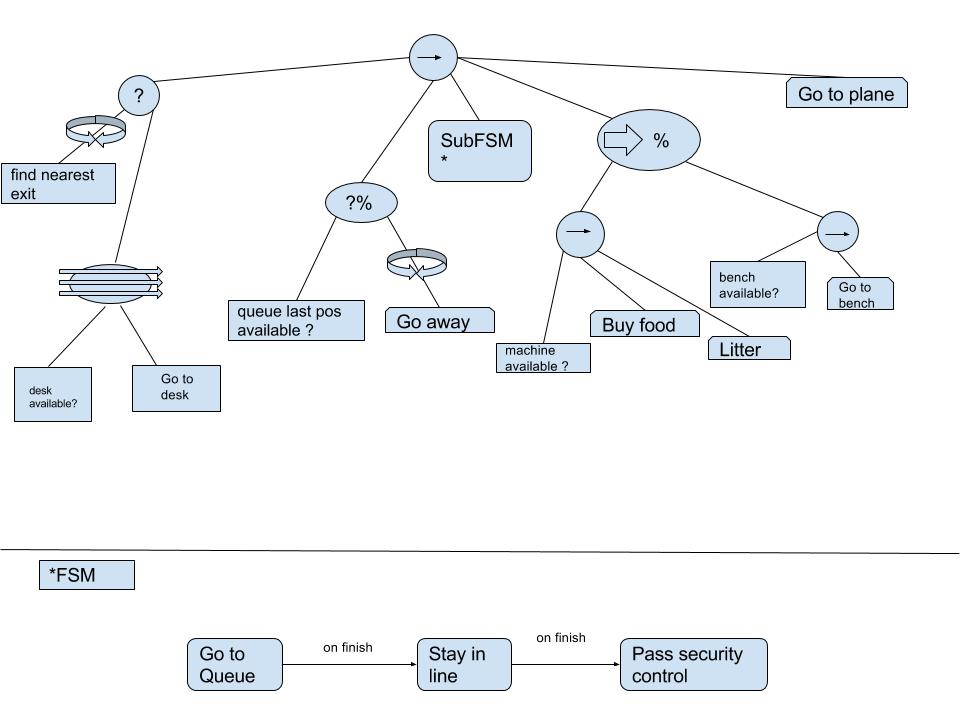 Go to plane
?
SubFSM
*
%
find nearest
exit
?%
bench
available?
Go to
bench
queue last pos
available ?
Go away
Buy food
machine
available ?
Litter
desk
available?
Go to
desk
*FSM
on finish
on finish
Go to
Queue
Stay in
line
Pass security
control